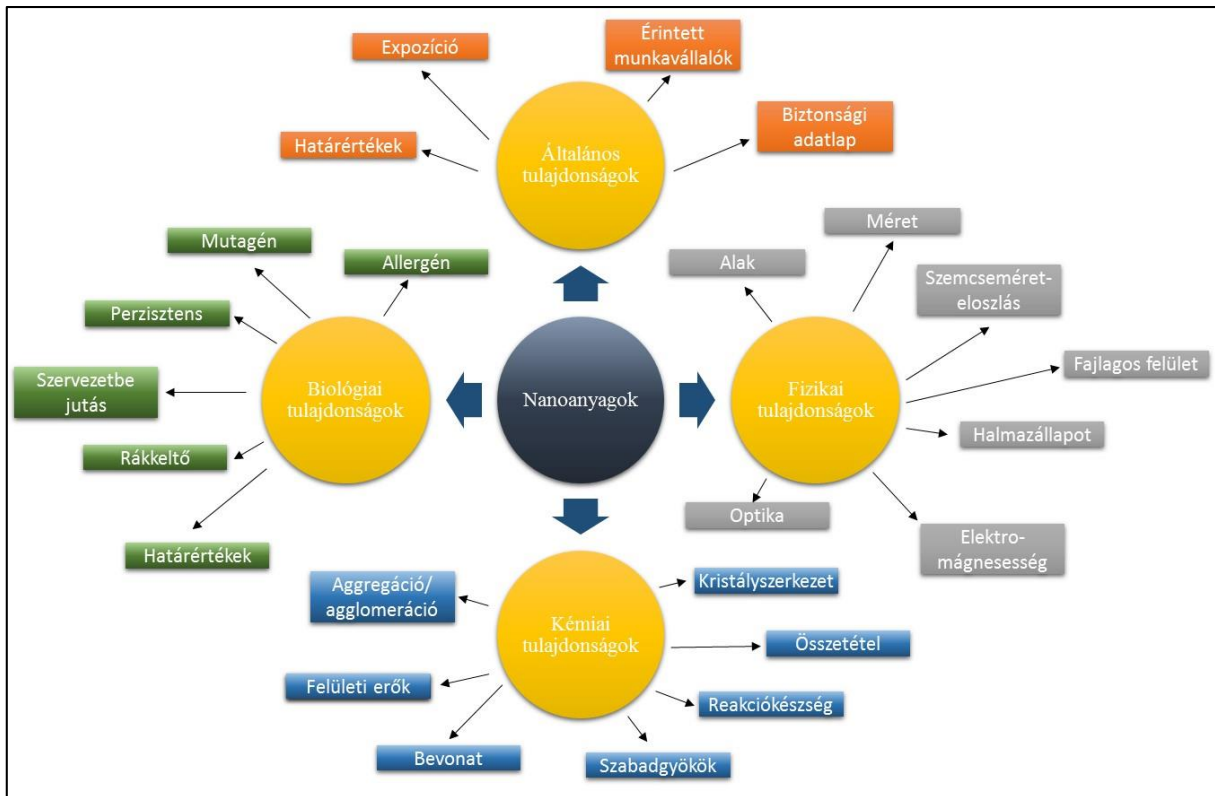 Expozíció
Érintett
munkavállalók
Határértékek
Biztonsági
adatlap
Általános
tulajdonságok
Mutagén
Allergén
Perzisztens
Szervezetbe
jutás
Rákkeltő
Határértékek
Biológiai
tulajdonságok
Nanoanyagok
Alak
Méret
Szemcseméret-
eloszlás
Fajlagos felület
Halmazállapot
Elektro-
mágnesesség
Optika
Fizikai
tulajdonságok
Aggregáció/
agglomeráció
Kristályszerkezet
Kémiai
tulajdonságok
Összetétel
Felületi erők
Reakciókészség
Bevonat
Szabadgyökök